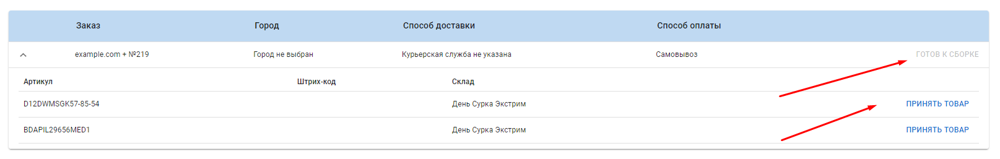 Заказ Город Способ доставки Способ оплаты
example.com + №219 Город не выбран Курьерская служба не указана Самовывоз ГОТОВ К СБОРКЕ
Артикул Штрих-код Склад
D12DWMSGK57-85-54 День Сурка Экстрим ПРИНЯТЬ ТОВАР
BDAPIL29656MED1 День Сурка Экстрим ПРИНЯТЬ ТОВАР